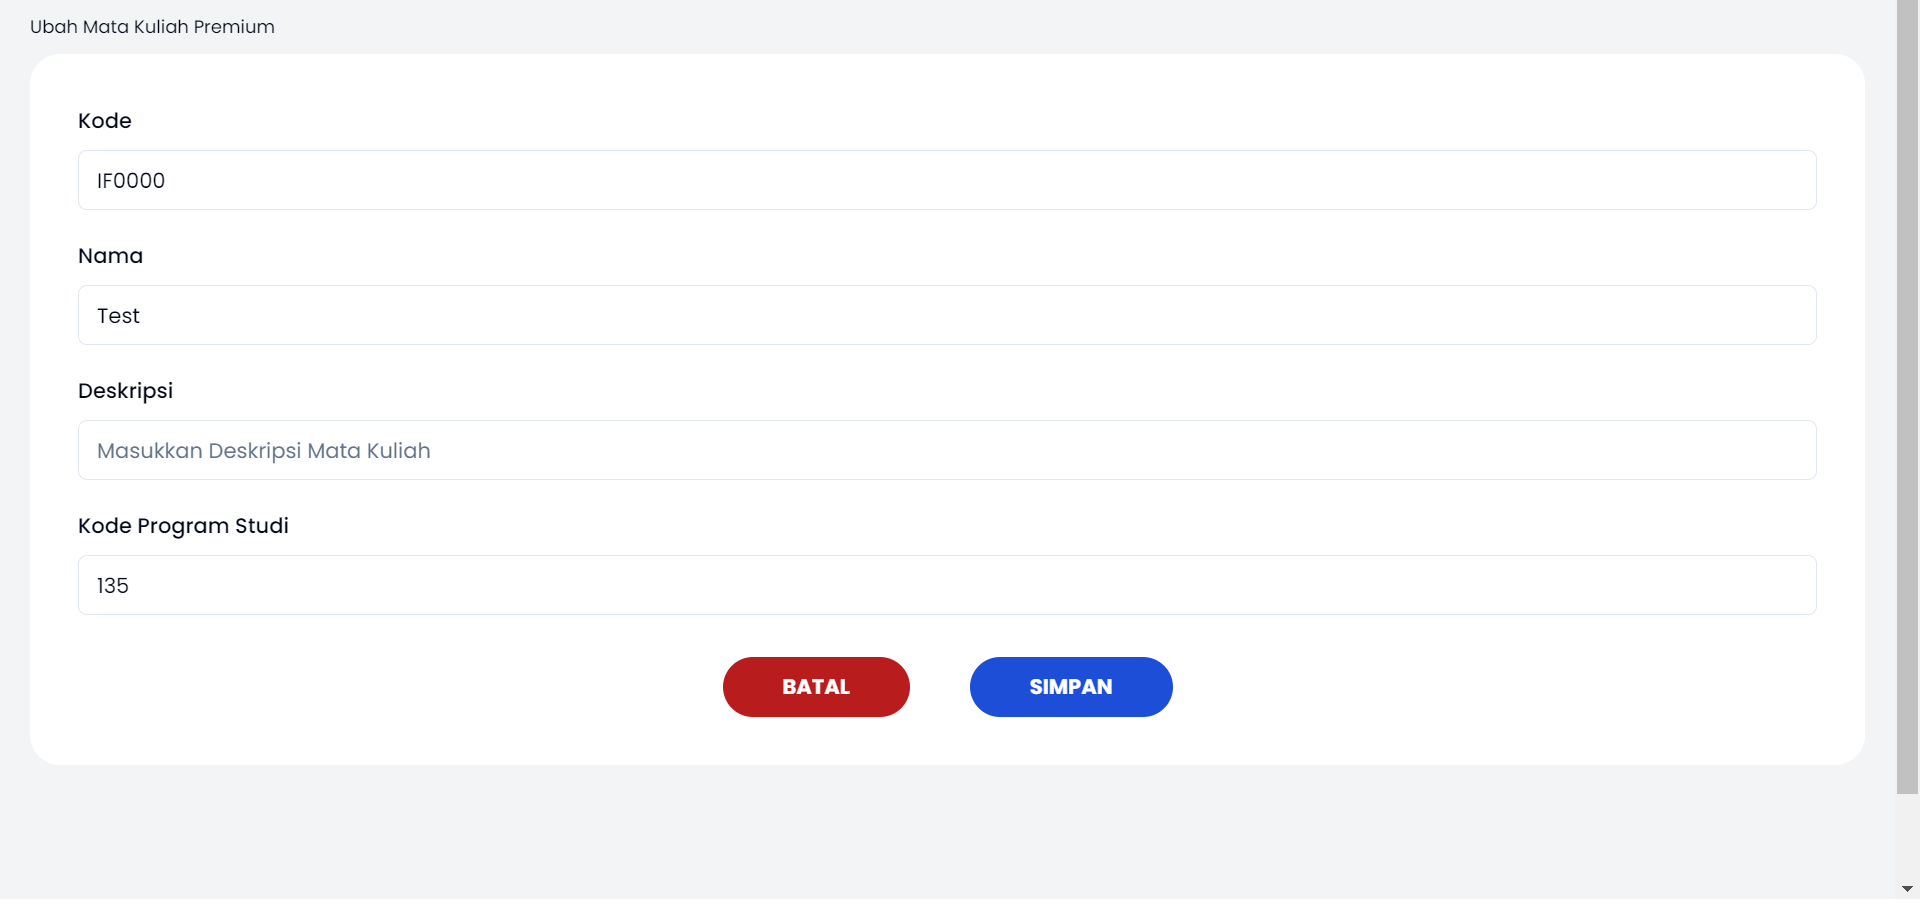 Ubah Mata Kuliah Premium
Kode
IF0000
Nama
Test
Deskripsi
Masukkan Deskripsi Mata Kuliah
Kode Program Studi
135
BATAL SIMPAN